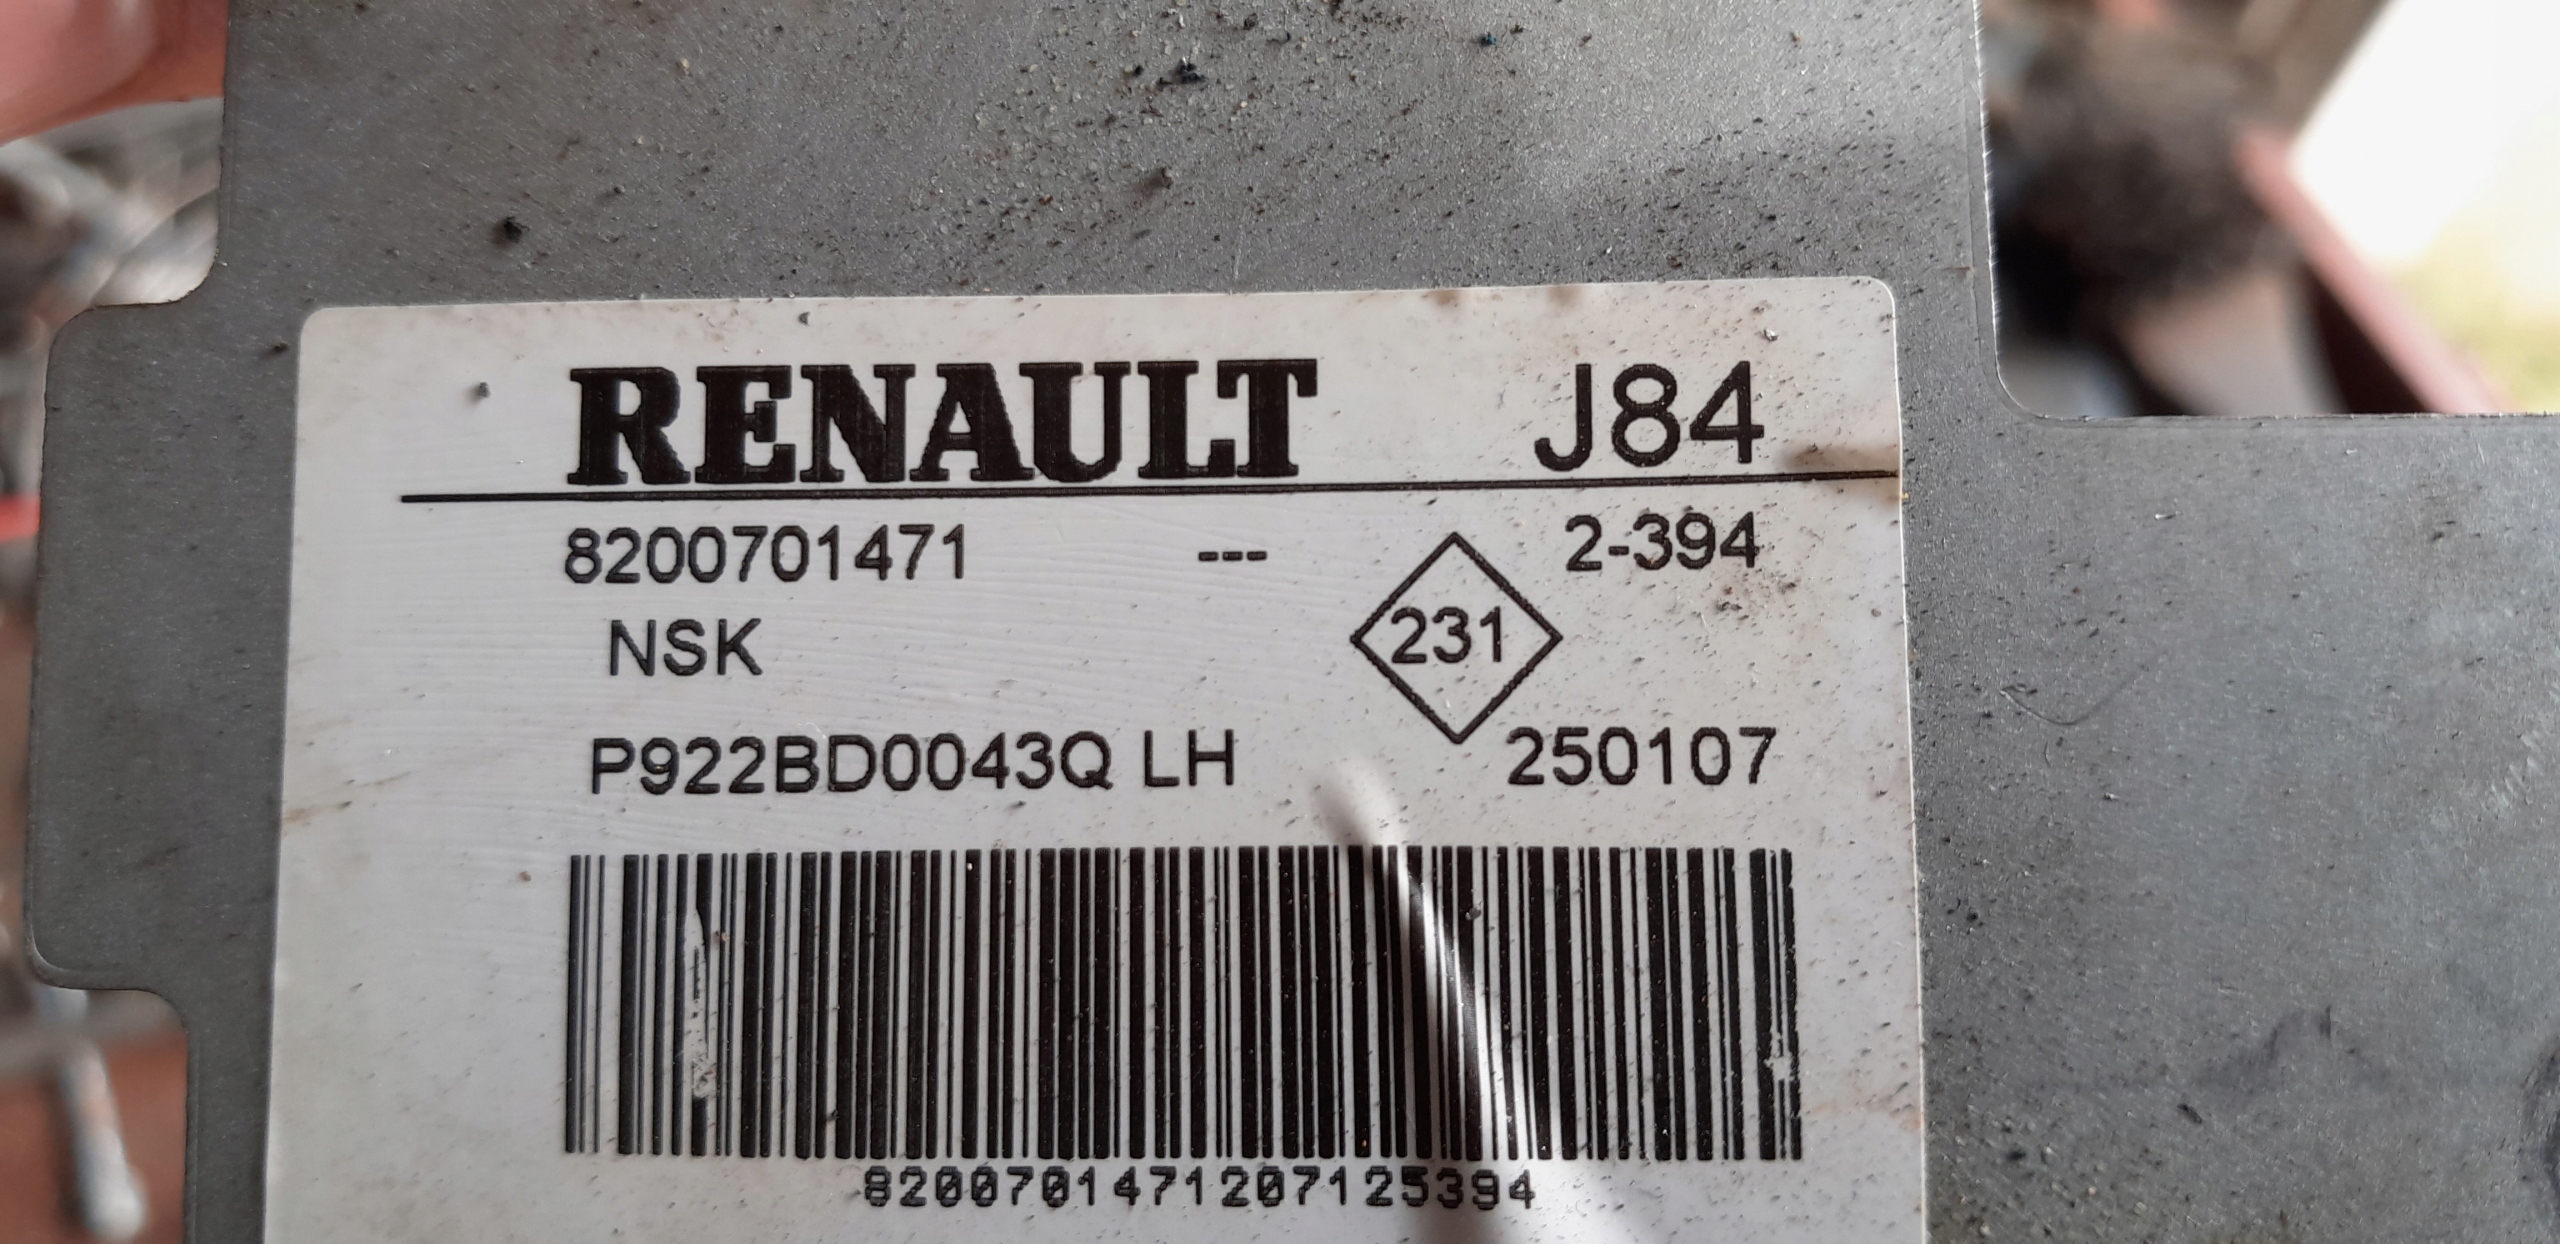 RENAULT J84
8200701471 --- 2-394
NSK 231
P922BD0043Q LH 250107
8200701471207125394